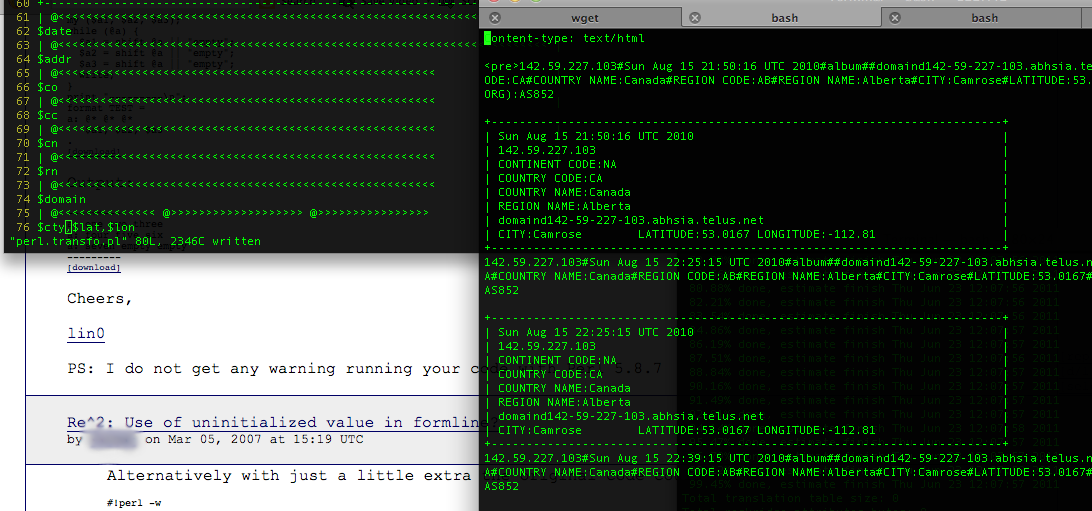 60 +-----------------------------------------------------
61 | @<<<<<<<<<<<<<<<<<<<<<<<<<<<<<<<<<<<<<<<<<<<<<<<
62 $date
63 | @<<<<<<<<<<<<<<<<<<<<<<<<<<<<<<<<<<<<<<<<<<<<<<<
64 $addr
65 | @<<<<<<<<<<<<<<<<<<<<<<<<<<<<<<<<<<<<<<<<<<<<<<<
66 $co
67 | @<<<<<<<<<<<<<<<<<<<<<<<<<<<<<<<<<<<<<<<<<<<<<<<
68 $cc
69 | @<<<<<<<<<<<<<<<<<<<<<<<<<<<<<<<<<<<<<<<<<<<<<<<
70 $cn
71 | @<<<<<<<<<<<<<<<<<<<<<<<<<<<<<<<<<<<<<<<<<<<<<<<
72 $rn
73 | @<<<<<<<<<<<<<<<<<<<<<<<<<<<<<<<<<<<<<<<<<<<<<<<
74 $domain
75 | @<<<<<<<<<<<< @>>>>>>>>>>>>>>>>>>> @>>>>>>>>>>>>>>>>
76 $cty,$lat,$lon
"perl.transfo.pl" 80L, 2346C written
[download]
Cheers,
lin0
PS: I do not get any warning running your 5.8.7
Re^2: Use of uninitialized value in formline
by on Mar 05, 2007 at 15:19 UTC
Alternatively with just a little extra
#!perl -w
wget
bash
bash
Content-type: text/html
<pre>142.59.227.103#Sun Aug 15 21:50:16 UTC 2010#album##domaind142-59-227-103.abhsia.telus.ne
ODE:CA#COUNTRY NAME:Canada#REGION CODE:AB#REGION NAME:Alberta#CITY:Camrose#LATITUDE:53.0
ORG):AS852
+-------------------------------------------------------------------------+
| Sun Aug 15 21:50:16 UTC 2010 |
| 142.59.227.103 |
| CONTINENT CODE:NA |
| COUNTRY CODE:CA |
| COUNTRY NAME:Canada |
| REGION NAME:Alberta |
| domaind142-59-227-103.abhsia.telus.net |
| CITY:Camrose LATITUDE:53.0167 LONGITUDE:-112.81 |
+-------------------------------------------------------------------------+
142.59.227.103#Sun Aug 15 22:25:15 UTC 2010#album##domaind142-59-227-103.abhsia.telus.net
A#COUNTRY NAME:Canada#REGION CODE:AB#REGION NAME:Alberta#CITY:Camrose#LATITUDE:53.0167#
AS852
+-------------------------------------------------------------------------+
| Sun Aug 15 22:25:15 UTC 2010 |
| 142.59.227.103 |
| CONTINENT CODE:NA |
| COUNTRY CODE:CA |
| COUNTRY NAME:Canada |
| REGION NAME:Alberta |
| domaind142-59-227-103.abhsia.telus.net |
| CITY:Camrose LATITUDE:53.0167 LONGITUDE:-112.81 |
+-------------------------------------------------------------------------+
142.59.227.103#Sun Aug 15 22:39:15 UTC 2010#album##domaind142-59-227-103.abhsia.telus.net
A#COUNTRY NAME:Canada#REGION CODE:AB#REGION NAME:Alberta#CITY:Camrose#LATITUDE:53.0167#
AS852
Total translation table size: 0